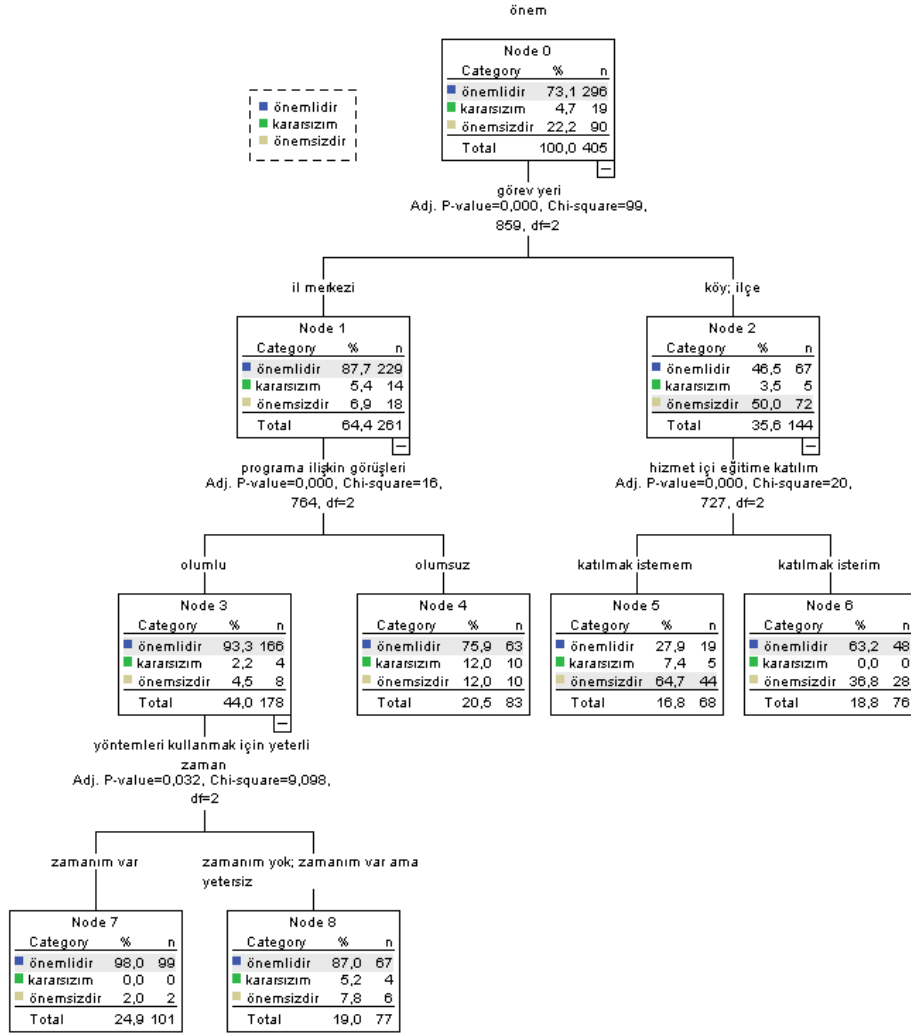 önem
Node 0
Category % n
önemlidir 73,1 296
kararsızım 4,7 19
önemsizdir 22,2 90
Total 100,0 405
önemlidir
kararsızım
önemsizdir
görev yeri
Adj. P-value=0,000, Chi-square=99,
859, df=2
il merkezi
köy; ilçe
Node 1
Category % n
önemlidir 87,7 229
kararsızım 5,4 14
önemsizdir 6,9 18
Total 64,4 261
Node 2
Category % n
önemlidir 46,5 67
kararsızım 3,5 5
önemsizdir 50,0 72
Total 35,6 144
programa ilişkin görüşleri
Adj. P-value=0,000, Chi-square=16,
764, df=2
hizmet içi eğitime katılım
Adj. P-value=0,000, Chi-square=20,
727, df=2
olumlu
olumsuz
katılmak istemem
katılmak isterim
Node 3
Category % n
önemlidir 93,3 166
kararsızım 2,2 4
önemsizdir 4,5 8
Total 44,0 178
Node 4
Category % n
önemlidir 75,9 63
kararsızım 12,0 10
önemsizdir 12,0 10
Total 20,5 83
Node 5
Category % n
önemlidir 27,9 19
kararsızım 7,4 5
önemsizdir 64,7 44
Total 16,8 68
Node 6
Category % n
önemlidir 63,2 48
kararsızım 0,0 0
önemsizdir 36,8 28
Total 18,8 76
yöntemleri kullanmak için yeterli
zaman
Adj. P-value=0,032, Chi-square=9,098,
df=2
zamanım var
zamanım yok; zamanım var ama
yetersiz
Node 7
Category % n
önemlidir 98,0 99
kararsızım 0,0 0
önemsizdir 2,0 2
Total 24,9 101
Node 8
Category % n
önemlidir 87,0 67
kararsızım 5,2 4
önemsizdir 7,8 6
Total 19,0 77